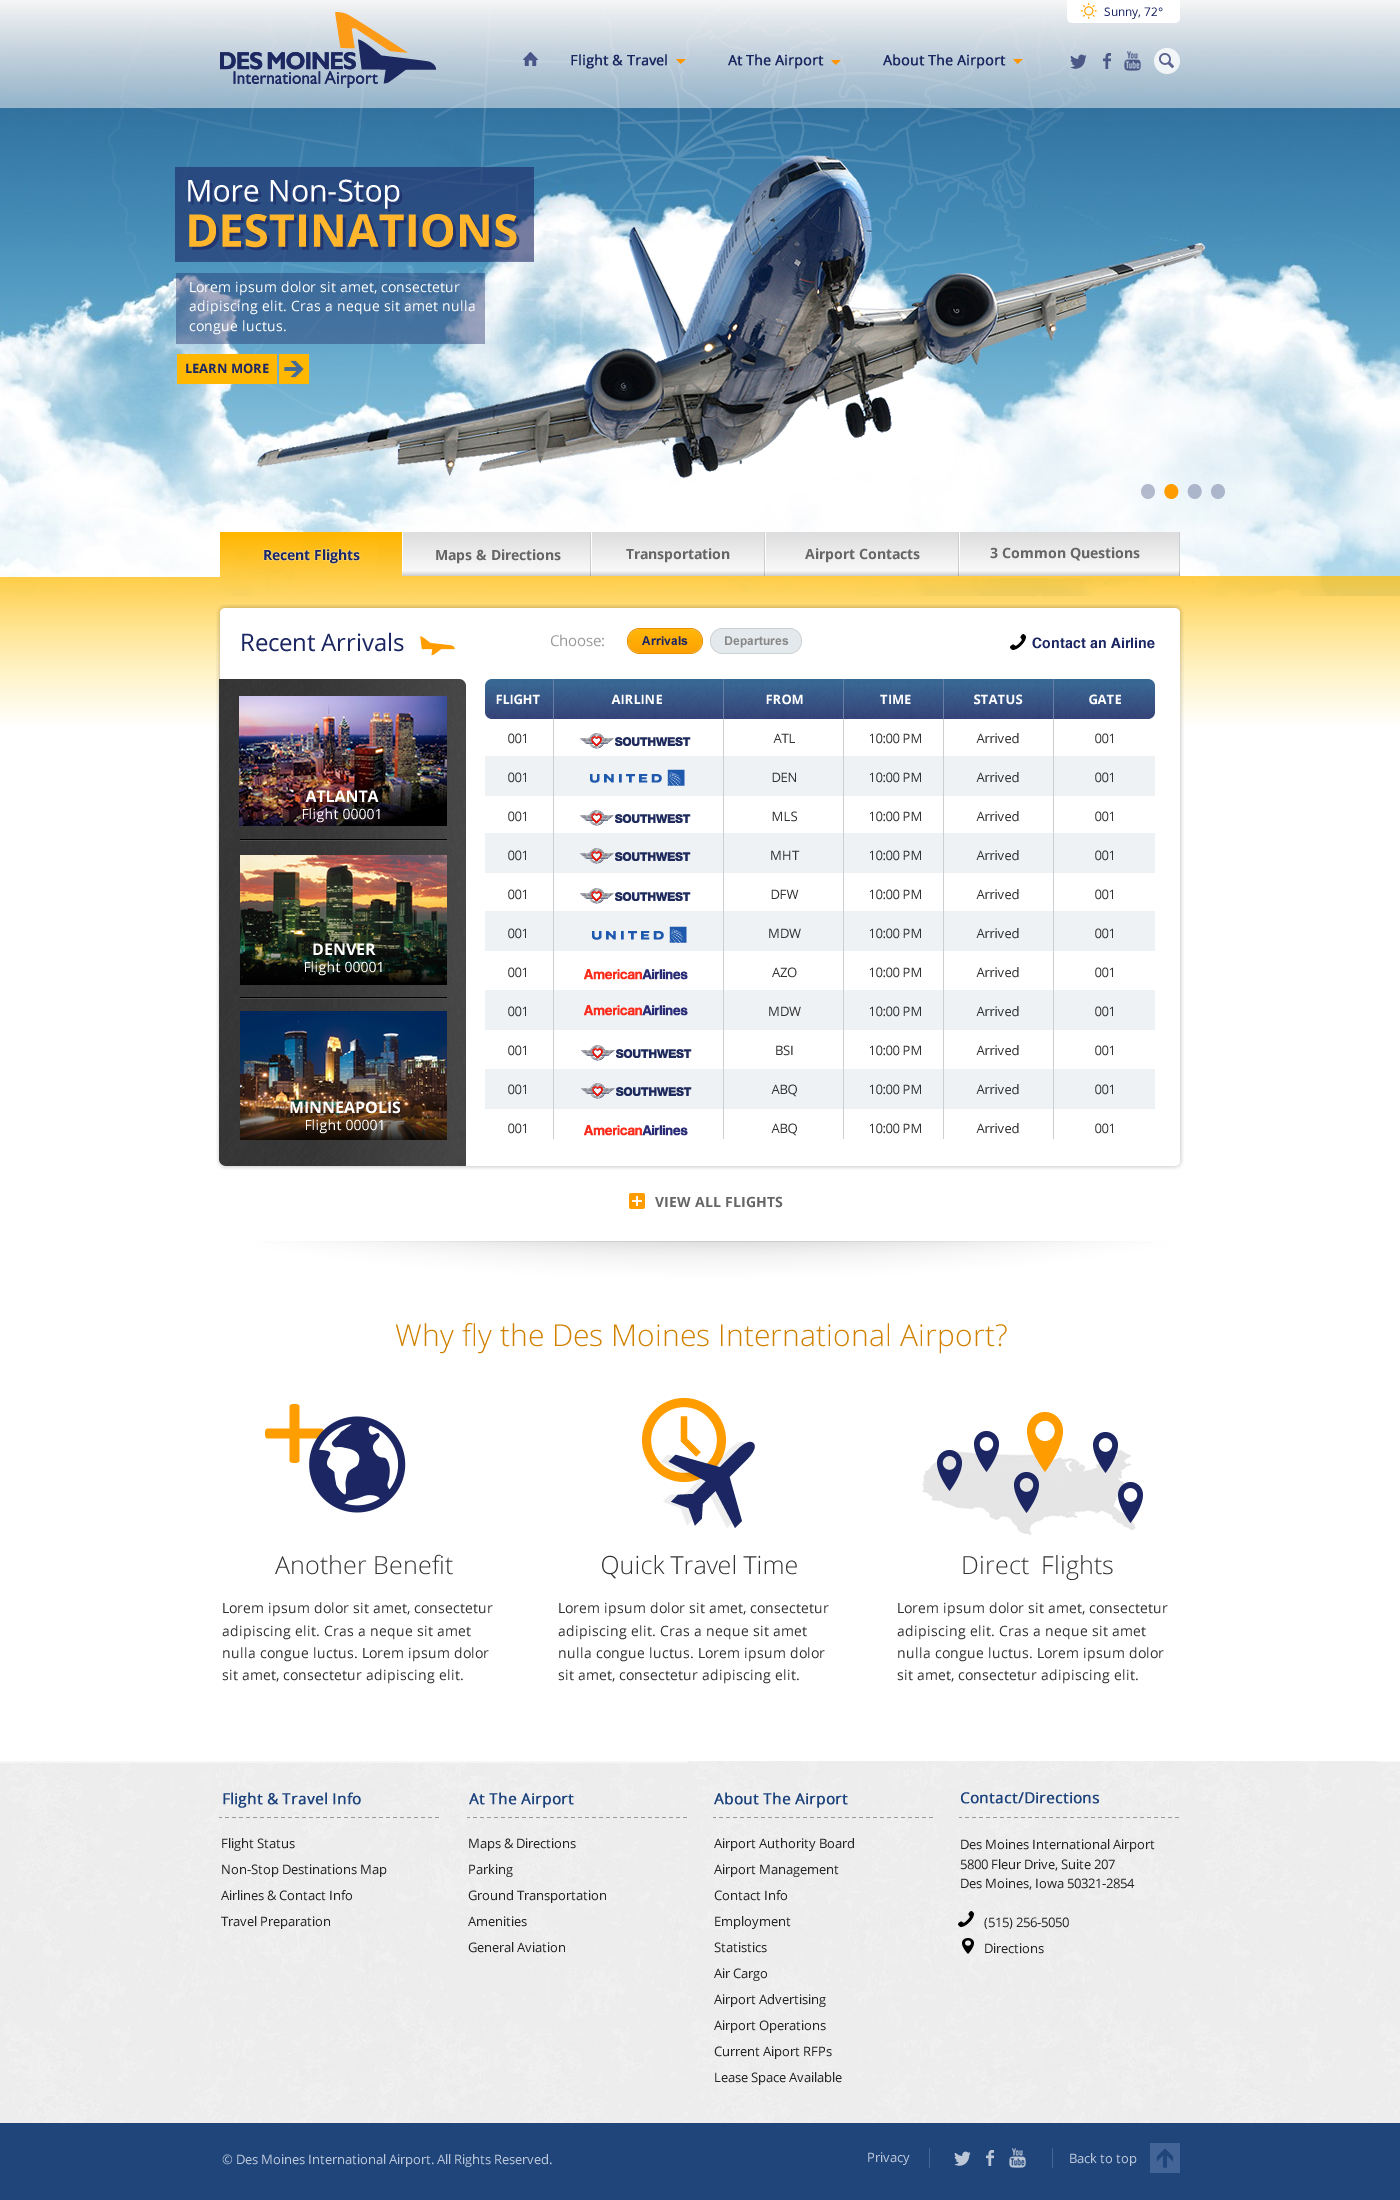 Sunny, 72°
DES MOINES
International Airport
Flight & Travel
At The Airport
About The Airport
You
Tube
More Non-Stop
DESTINATIONS
Lorem ipsum dolor sit amet, consectetur
adipiscing elit. Cras a neque sit amet nulla
congue luctus.
LEARN MORE
Recent Flights
Maps & Directions
Transportation
Airport Contacts
3 Common Questions
Recent Arrivals
Choose:
Arrivals
Departures
Contact an Airline
ATLANTA
Flight 00001
DENVER
Flight 00001
MINNEAPOLIS
Flight 00001
FLIGHT AIRLINE FROM TIME STATUS GATE
001 SOUTHWEST ATL 10:00 PM Arrived 001
001 UNITED DEN 10:00 PM Arrived 001
001 SOUTHWEST MLS 10:00 PM Arrived 001
001 SOUTHWEST MHT 10:00 PM Arrived 001
001 SOUTHWEST DFW 10:00 PM Arrived 001
001 UNITED MDW 10:00 PM Arrived 001
001 AmericanAirlines AZO 10:00 PM Arrived 001
001 AmericanAirlines MDW 10:00 PM Arrived 001
001 SOUTHWEST BSI 10:00 PM Arrived 001
001 SOUTHWEST ABQ 10:00 PM Arrived 001
001 AmericanAirlines ABQ 10:00 PM Arrived 001
VIEW ALL FLIGHTS
Why fly the Des Moines International Airport?
Another Benefit
Lorem ipsum dolor sit amet, consectetur
adipiscing elit. Cras a neque sit amet
nulla congue luctus. Lorem ipsum dolor
sit amet, consectetur adipiscing elit.
Quick Travel Time
Lorem ipsum dolor sit amet, consectetur
adipiscing elit. Cras a neque sit amet
nulla congue luctus. Lorem ipsum dolor
sit amet, consectetur adipiscing elit.
Direct Flights
Lorem ipsum dolor sit amet, consectetur
adipiscing elit. Cras a neque sit amet
nulla congue luctus. Lorem ipsum dolor
sit amet, consectetur adipiscing elit.
Flight & Travel Info
Flight Status
Non-Stop Destinations Map
Airlines & Contact Info
Travel Preparation
At The Airport
Maps & Directions
Parking
Ground Transportation
Amenities
General Aviation
About The Airport
Airport Authority Board
Airport Management
Contact Info
Employment
Statistics
Air Cargo
Airport Advertising
Airport Operations
Current Aiport RFPs
Lease Space Available
Contact/Directions
Des Moines International Airport
5800 Fleur Drive, Suite 207
Des Moines, Iowa 50321-2854
(515) 256-5050
Directions
© Des Moines International Airport. All Rights Reserved.
Privacy
You
Tube
Back to top